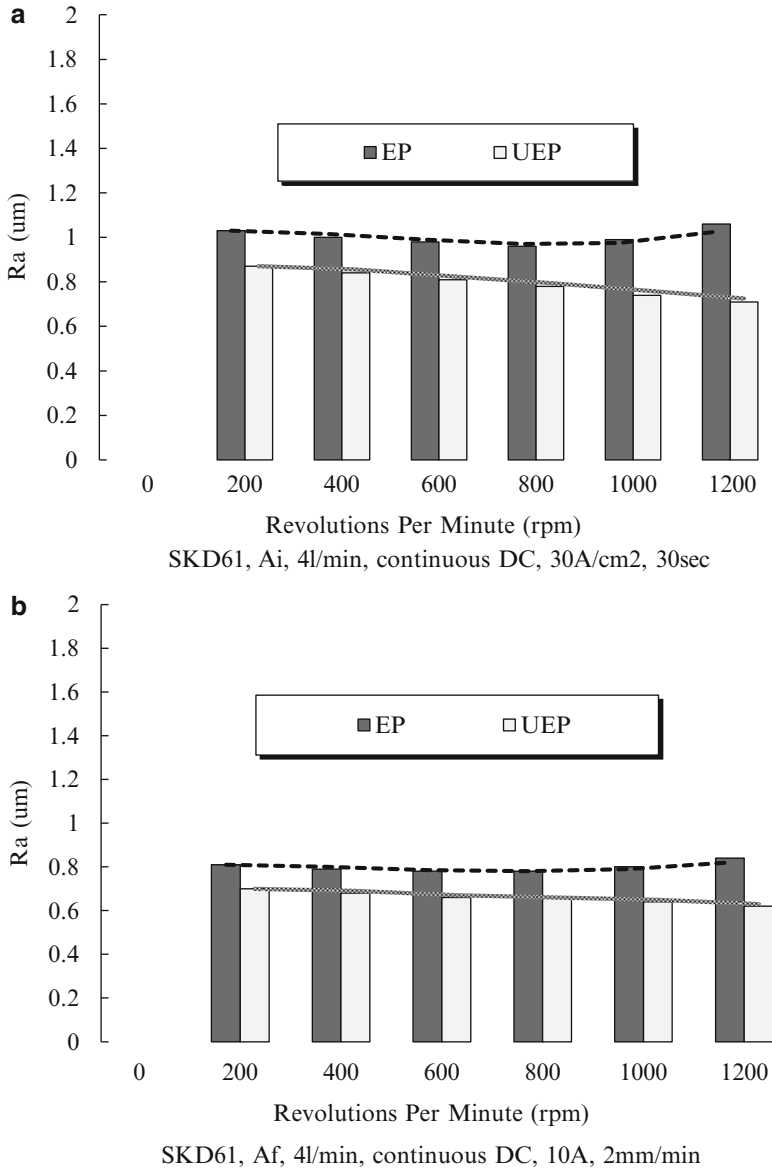 a
2
1.8
1.6
1.4
1.2
1
0.8
0.6
0.4
0.2
0
Ra (um)
EP UEP
0 200 400 600 800 1000 1200
Revolutions Per Minute (rpm)
SKD61, Ai, 4l/min, continuous DC, 30A/cm2, 30sec
b
2
1.8
1.6
1.4
1.2
1
0.8
0.6
0.4
0.2
0
Ra (um)
EP UEP
0 200 400 600 800 1000 1200
Revolutions Per Minute (rpm)
SKD61, Af, 4l/min, continuous DC, 10A, 2mm/min